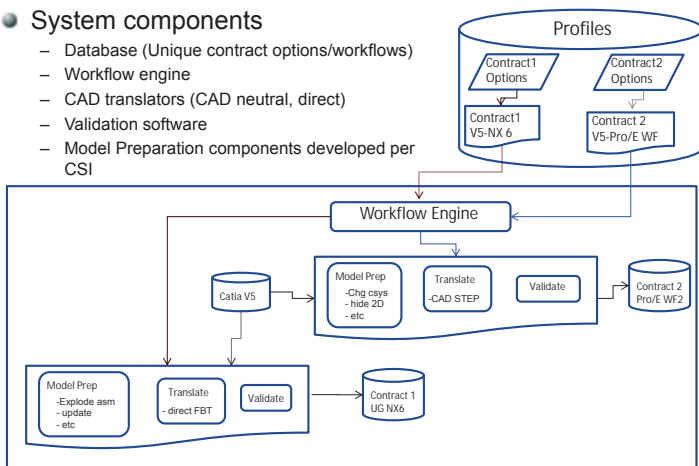 System components
– Database (Unique contract options/workflows)
– Workflow engine
– CAD translators (CAD neutral, direct)
– Validation software
– Model Preparation components developed per
CSI
Profiles
Contract1
Options
Contract2
Options
Contract1
V5-NX 6
Contract 2
V5-Pro/E WF
Workflow Engine
Catia V5
Model Prep
-Chg csys
- hide 2D
- etc
Translate
-CAD STEP
Validate
Contract 2
Pro/E WF2
Model Prep
-Explode asm
- update
- etc
Translate
- direct FBT
Validate
Contract 1
UG NX6